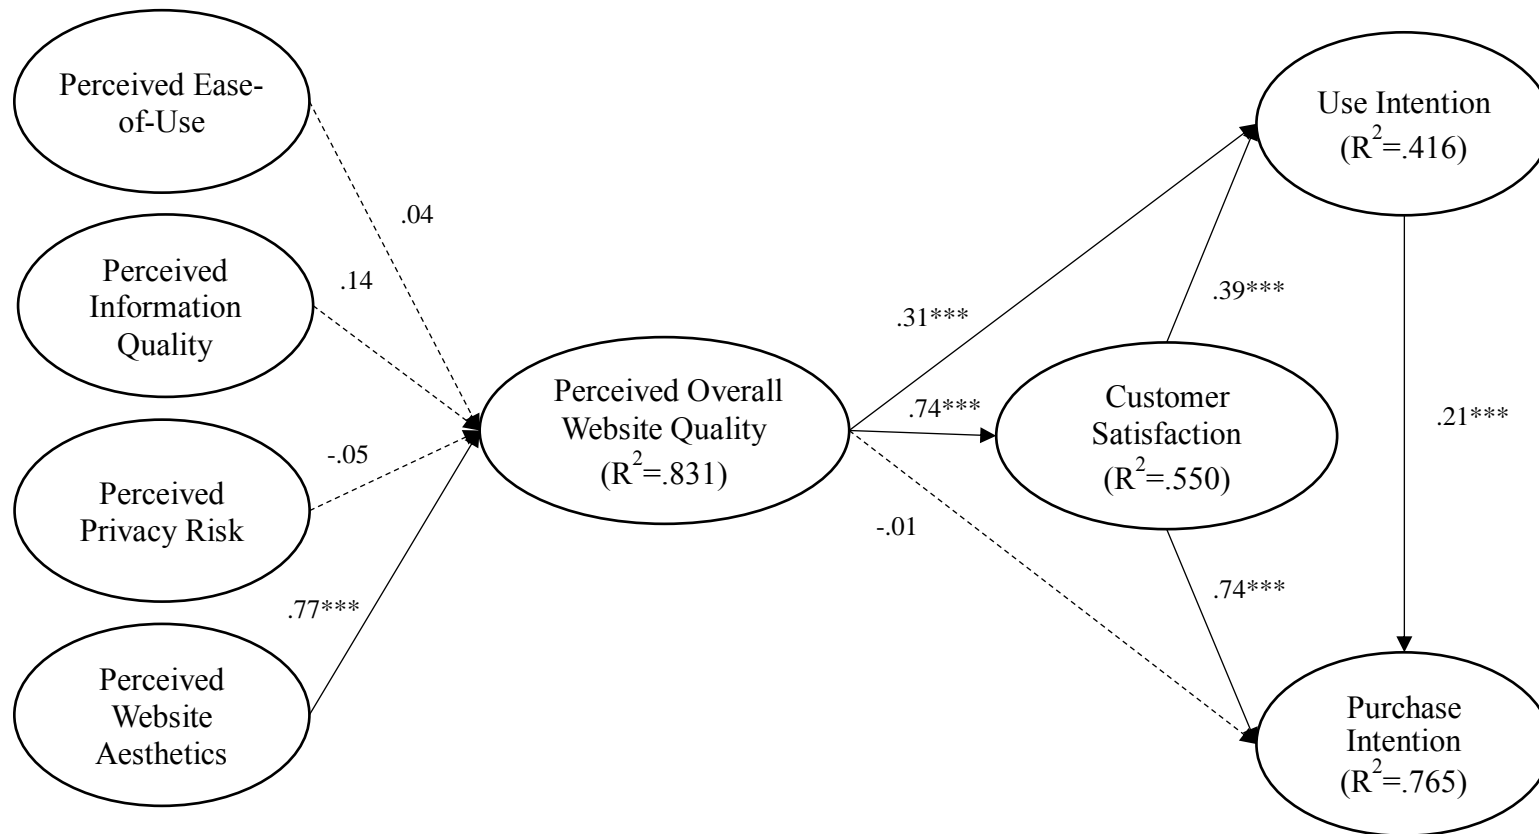 Perceived Ease-
of-Use
Perceived
Information
Quality
Perceived
Privacy Risk
Perceived
Website
Aesthetics
.04
.14
-.05
.77***
Perceived Overall
Website Quality
(R²=.831)
.31***
.74***
-.01
Customer
Satisfaction
(R²=.550)
.39***
.74***
Use Intention
(R²=.416)
.21***
Purchase
Intention
(R²=.765)